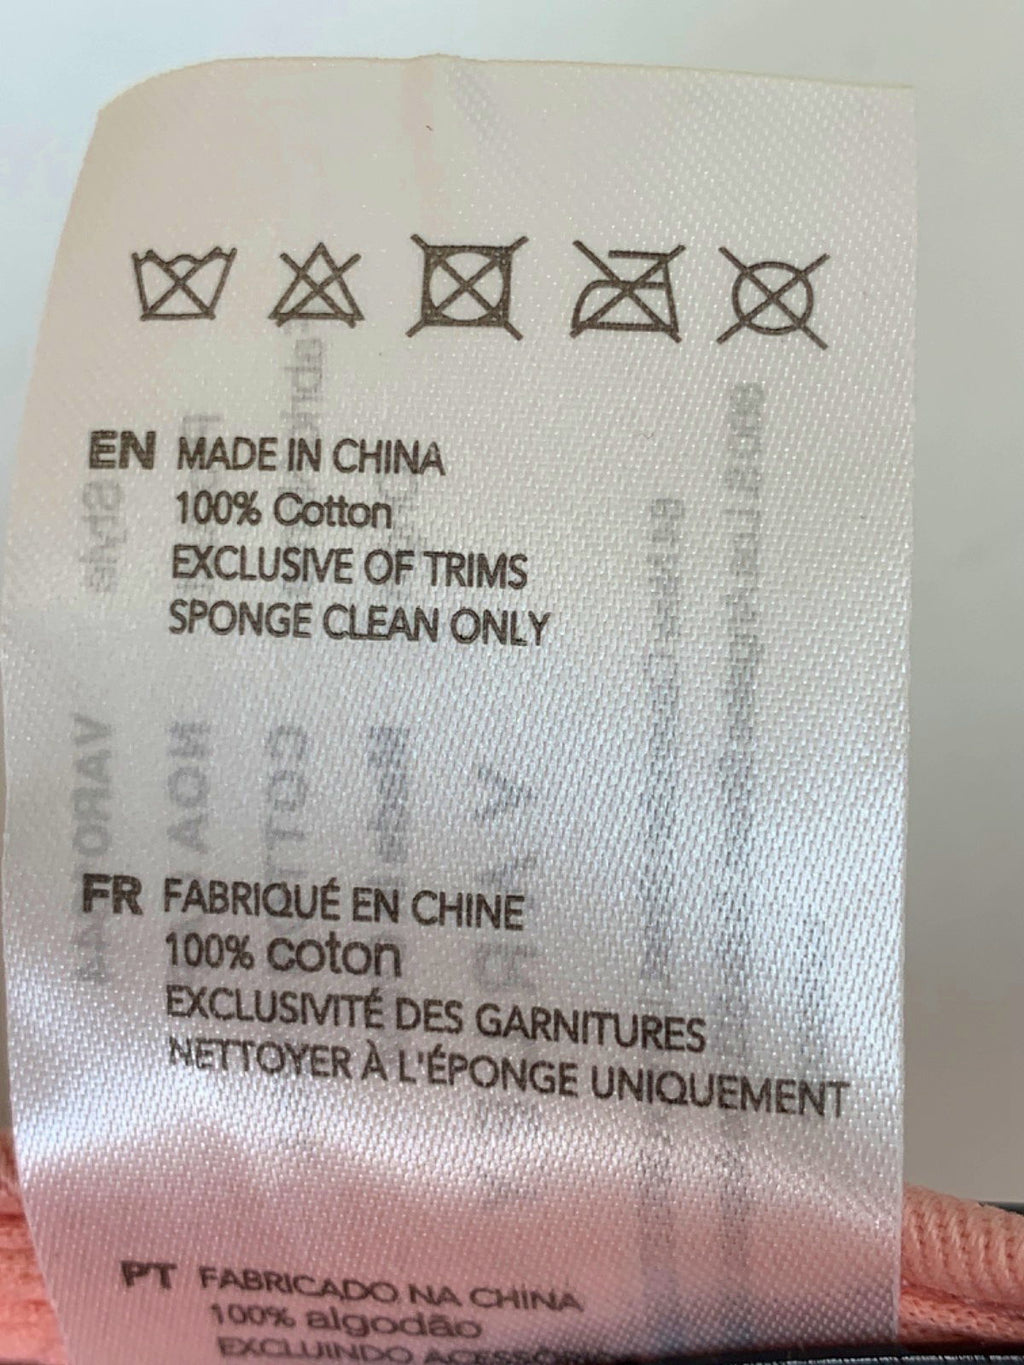 EN MADE IN CHINA
100% Cotton
EXCLUSIVE OF TRIMS
SPONGE CLEAN ONLY
FR FABRIQUÉ EN CHINE
100% coton
EXCLUSIVITÉ DES GARNITURES
NETTOYER À L'ÉPONGE UNIQUEMENT
PT FABRICADO NA CHINA
100% algodão
EXCLUINDO